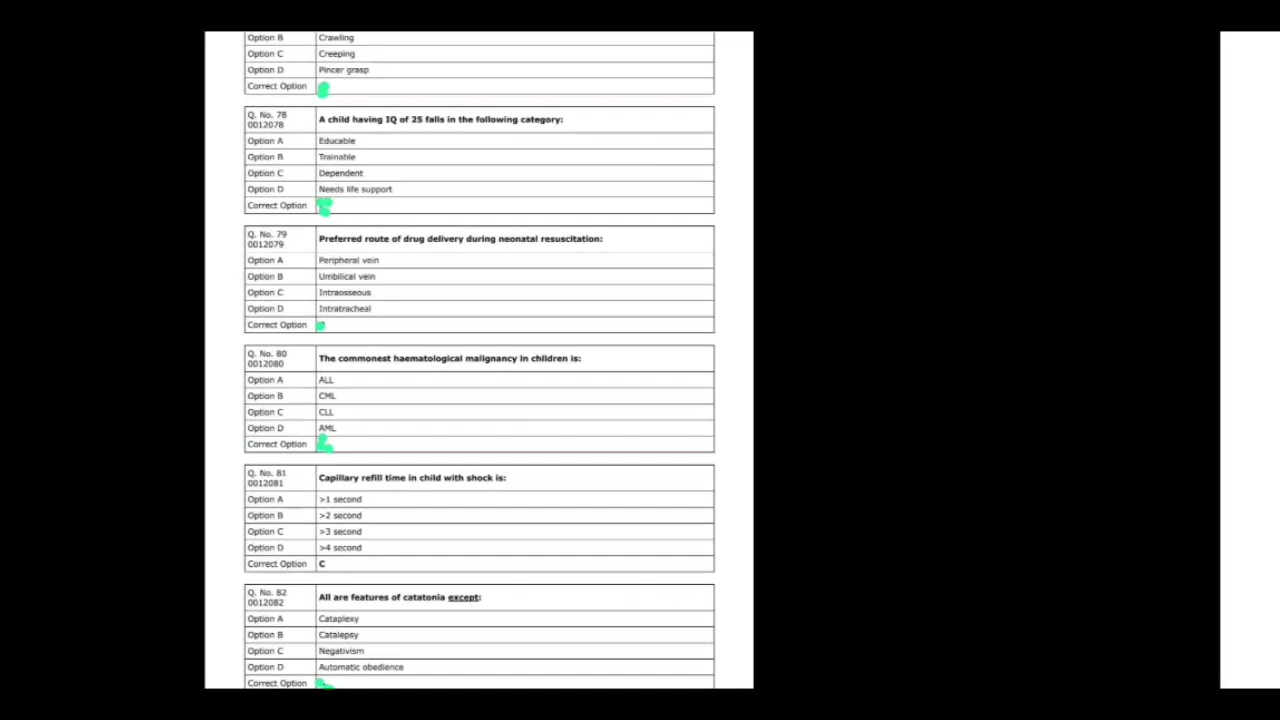 Option B Crawling
Option C Creeping
Option D Pincer grasp
Correct Option
Q. No. 78
0012078
A child having IQ of 25 falls in the following category:
Option A Educable
Option B Trainable
Option C Dependent
Option D Needs life support
Correct Option
Q. No. 79
0012079
Preferred route of drug delivery during neonatal resuscitation:
Option A Peripheral vein
Option B Umbilical vein
Option C Intraosseous
Option D Intratracheal
Correct Option
Q. No. 80
0012080
The commonest haematological malignancy in children is:
Option A ALL
Option B CML
Option C CLL
Option D AML
Correct Option
Q. No. 81
0012081
Capillary refill time in child with shock is:
Option A >1 second
Option B >2 second
Option C >3 second
Option D >4 second
Correct Option C
Q. No. 82
0012082
All are features of catatonia except:
Option A Cataplexy
Option B Catalepsy
Option C Negativism
Option D Automatic obedience
Correct Option